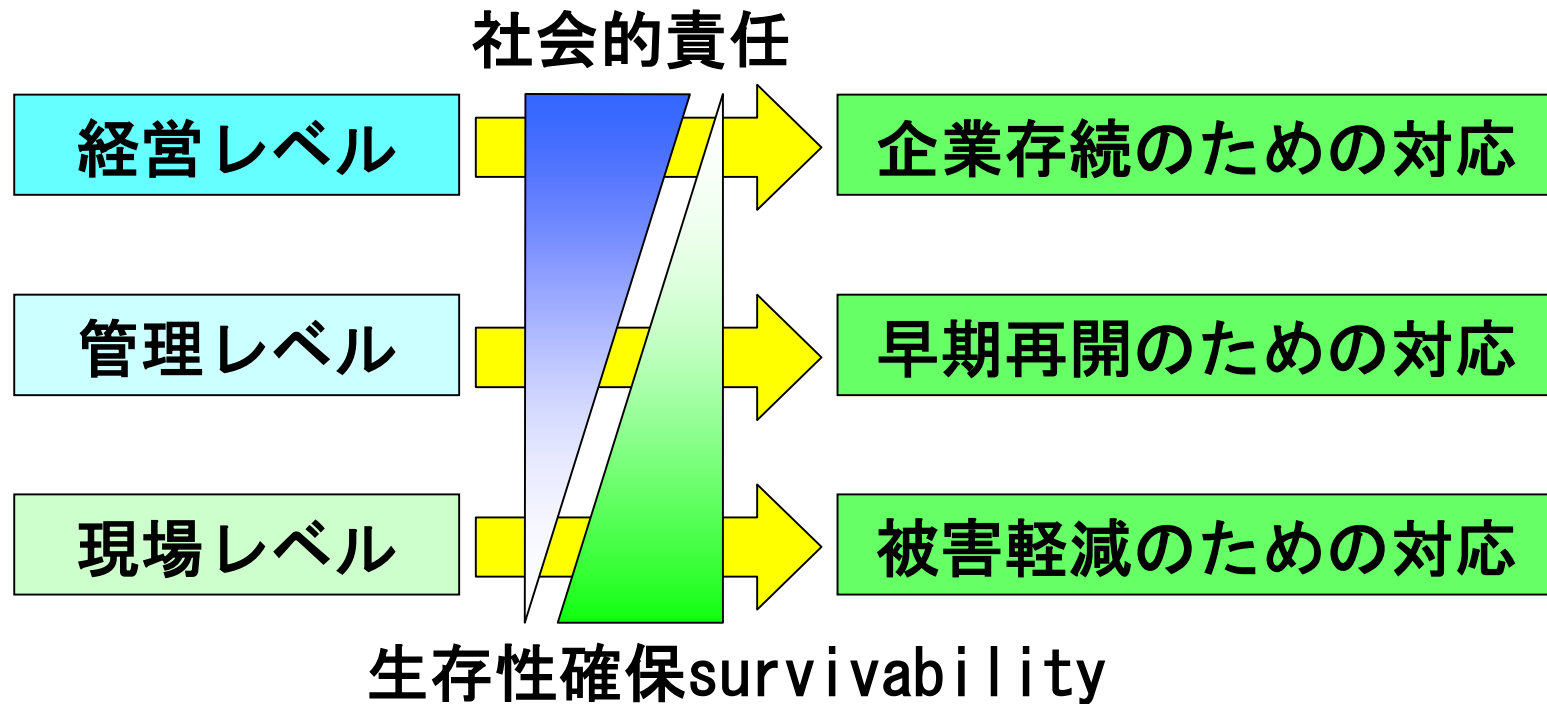 社会的責任
経営レベル
企業存続のための対応
管理レベル
早期再開のための対応
現場レベル
被害軽減のための対応
生存性確保survivability